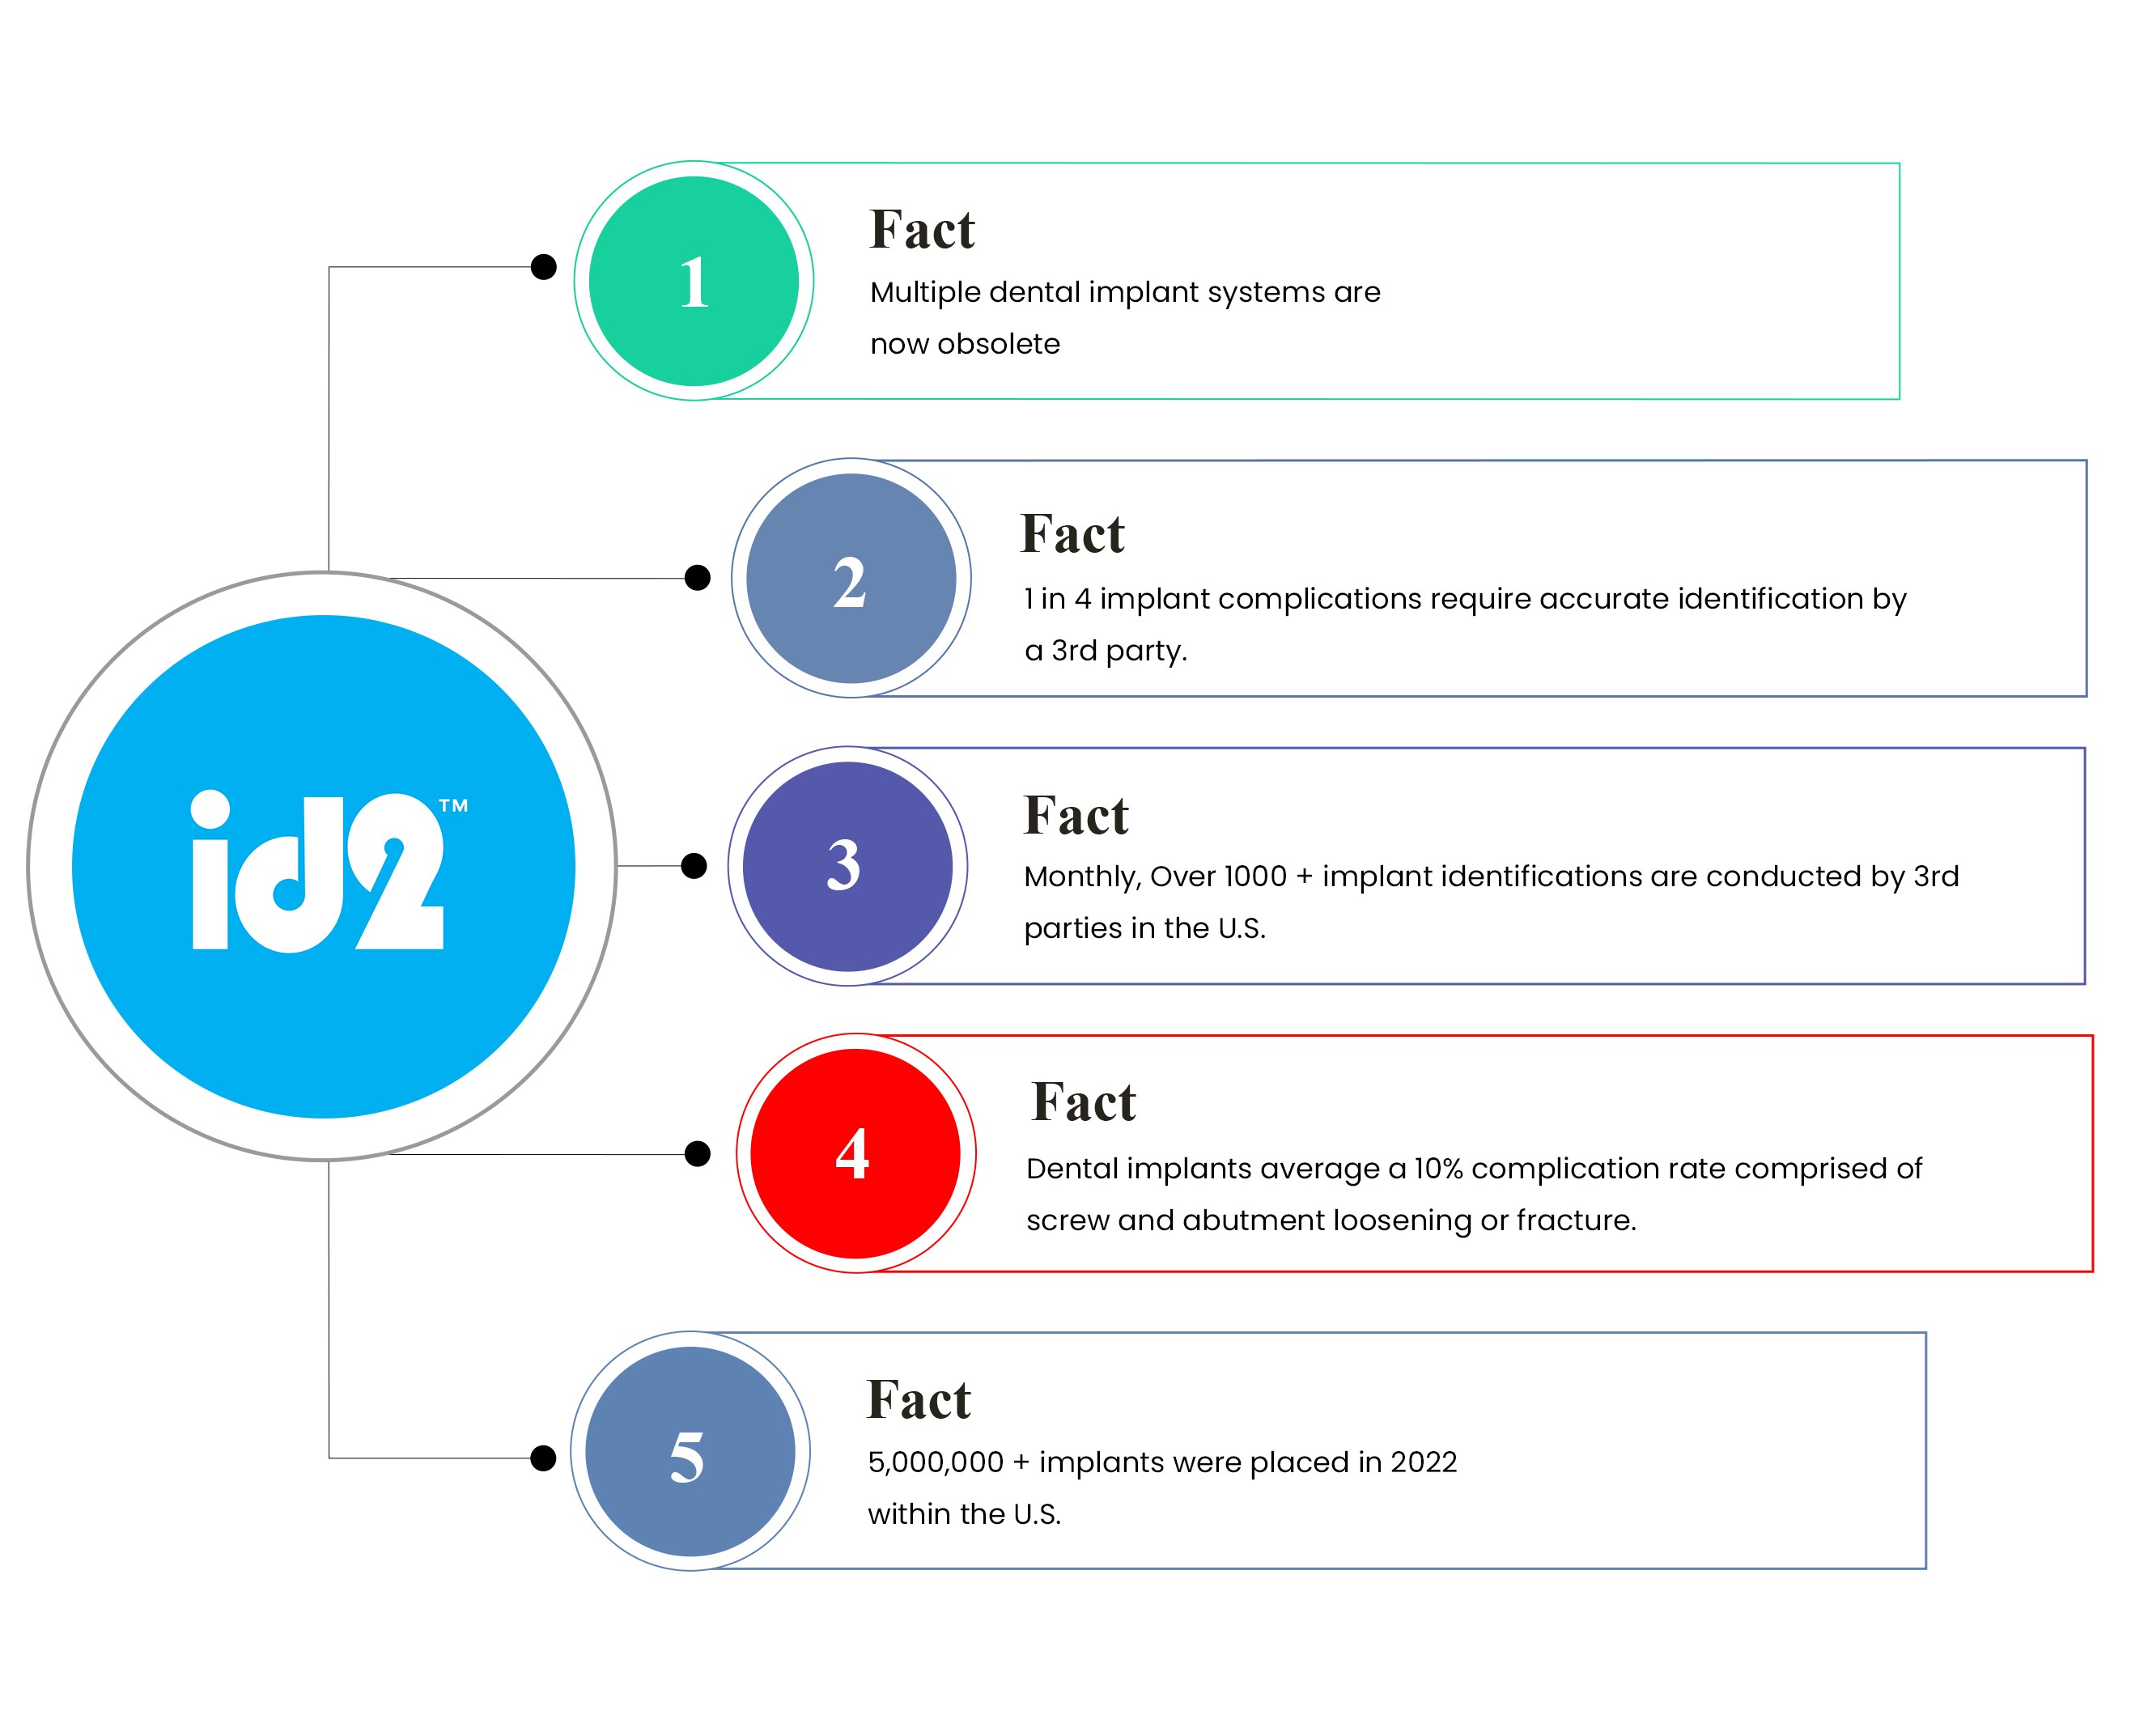 1
Fact
Multiple dental implant systems are
now obsolete
2
Fact
1 in 4 implant complications require accurate identification by
a 3rd party.
id2™
3
Fact
Monthly, Over 1000 + implant identifications are conducted by 3rd
parties in the U.S.
4
Fact
Dental implants average a 10% complication rate comprised of
screw and abutment loosening or fracture.
5
Fact
5,000,000 + implants were placed in 2022
within the U.S.